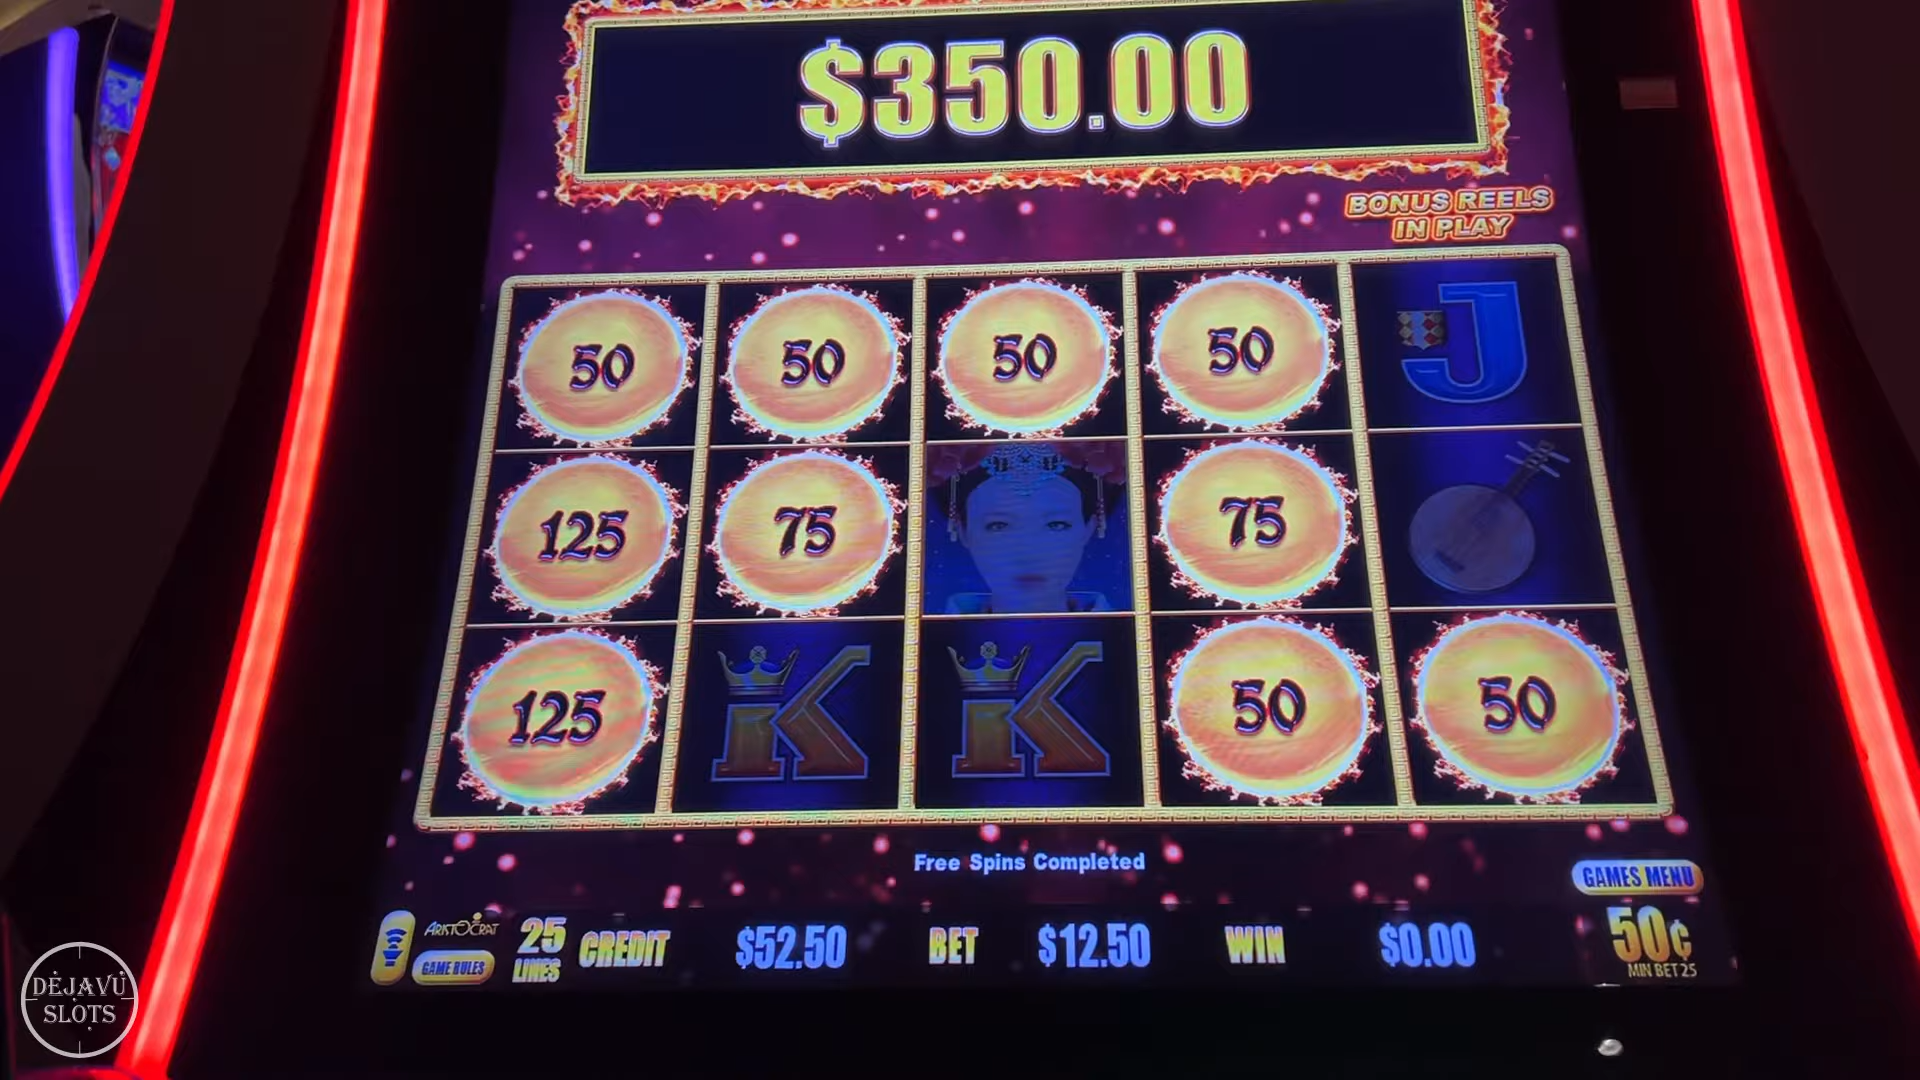 $350.00
BONUS REELS
IN PLAY
50 50 50 50 J
125 75 75
125 K K 50 50
Free Spins Completed
GAMES MENU
ARISTOCRAT
GAME RULES
25
LINES
CREDIT $52.50 BET $12.50 WIN $0.00
50¢
MIN BET 25
DĖJAVU
SLOTS